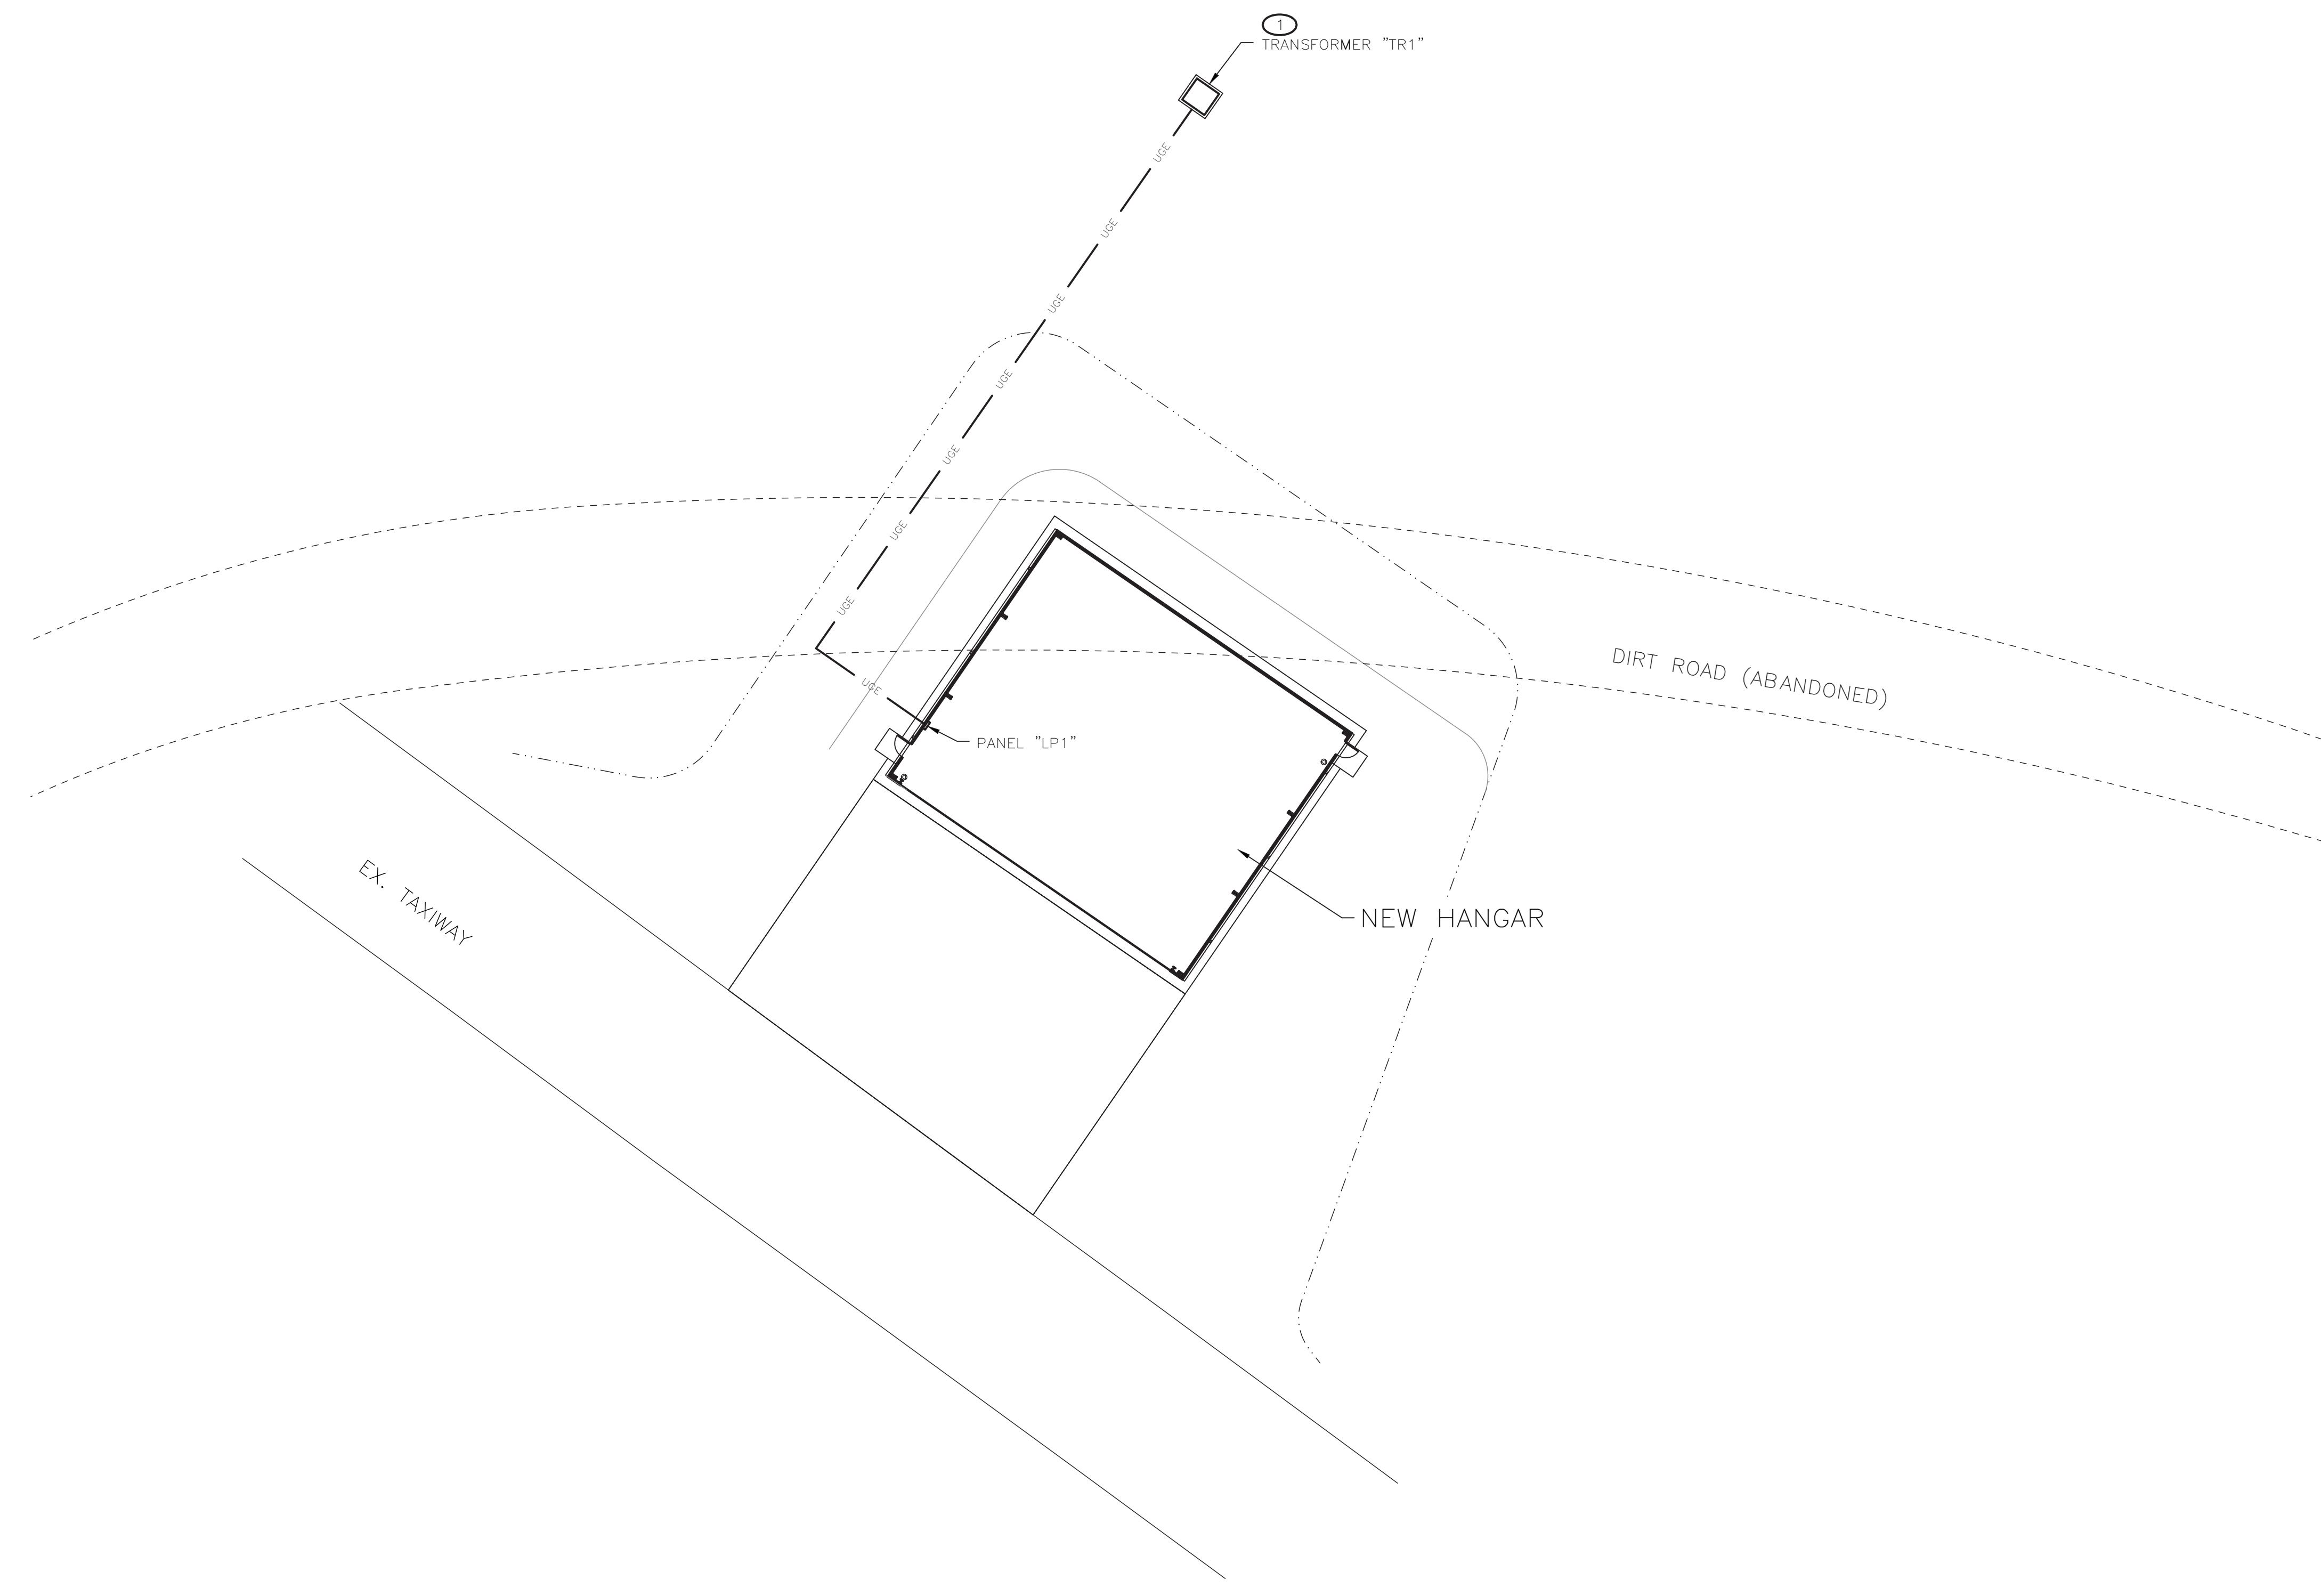 1
TRANSFORMER "TR1"
UGE
UGE
UGE
UGE
UGE
UGE
UGE
UGE
DIRT ROAD (ABANDONED)
PANEL "LP1"
EX. TAXIWAY
NEW HANGAR